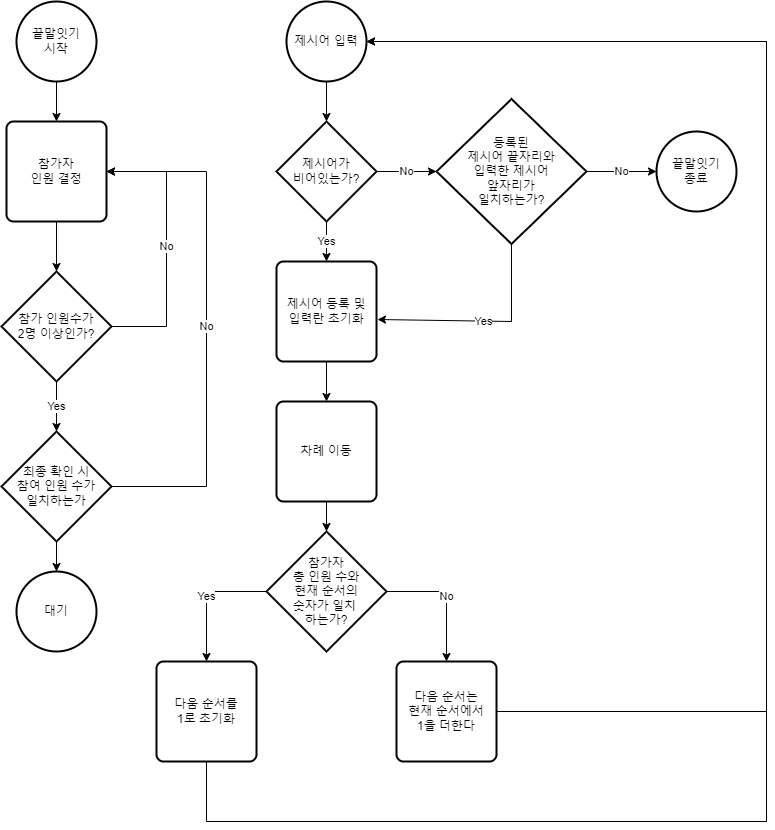 끝말잇기
시작
참가자
인원 결정
No
참가 인원수가
2명 이상인가?
No
Yes
최종 확인 시
참여 인원 수가
일치하는가
대기
제시어 입력
제시어가
비어있는가?
No
등록된
제시어 끝자리와
입력한 제시어
앞자리가
일치하는가?
No
끝말잇기
종료
Yes
제시어 등록 및
입력란 초기화
Yes
차례 이동
참가자
총 인원 수와
현재 순서의
숫자가 일치
하는가?
Yes
No
다음 순서를
1로 초기화
다음 순서는
현재 순서에서
1을 더한다